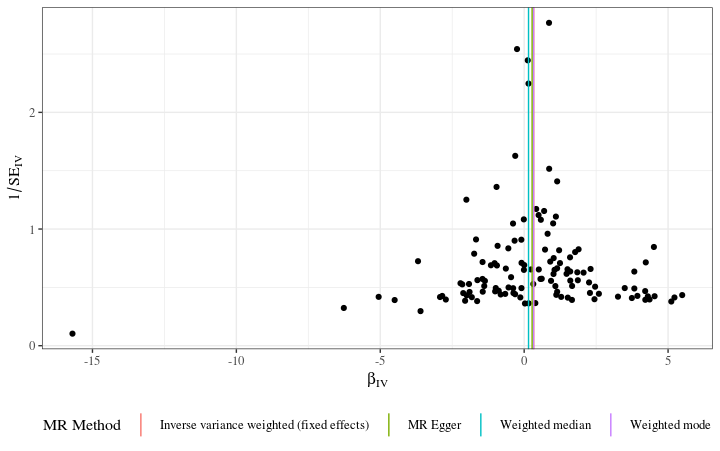 1/SE_IV
2
1
0
-15
-10
-5
0
5
β_IV
MR Method
Inverse variance weighted (fixed effects)
MR Egger
Weighted median
Weighted mode